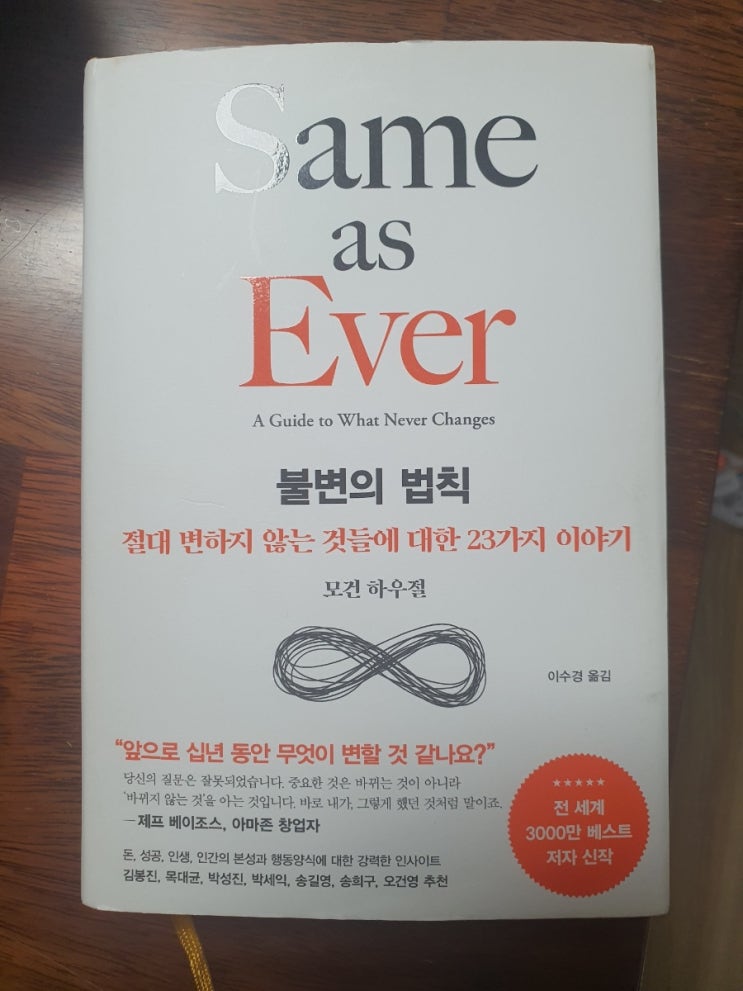 Same
as
Ever
A Guide to What Never Changes
불변의 법칙
절대 변하지 않는 것들에 대한 23가지 이야기
모건 하우절
이수경 옮김
“앞으로 십년 동안 무엇이 변할 것 같나요?”
당신의 질문은 잘못되었습니다. 중요한 것은 바뀌는 것이 아니라
‘바뀌지 않는 것’을 아는 것입니다. 바로 내가, 그렇게 했던 것처럼 말이죠.
—제프 베이조스, 아마존 창업자
돈, 성공, 인생, 인간의 본성과 행동양식에 대한 강력한 인사이트
김봉진, 목대균, 박성진, 박세익, 송길영, 송희구, 오건영 추천
★★★★★
전 세계
3000만 베스트
저자 신작